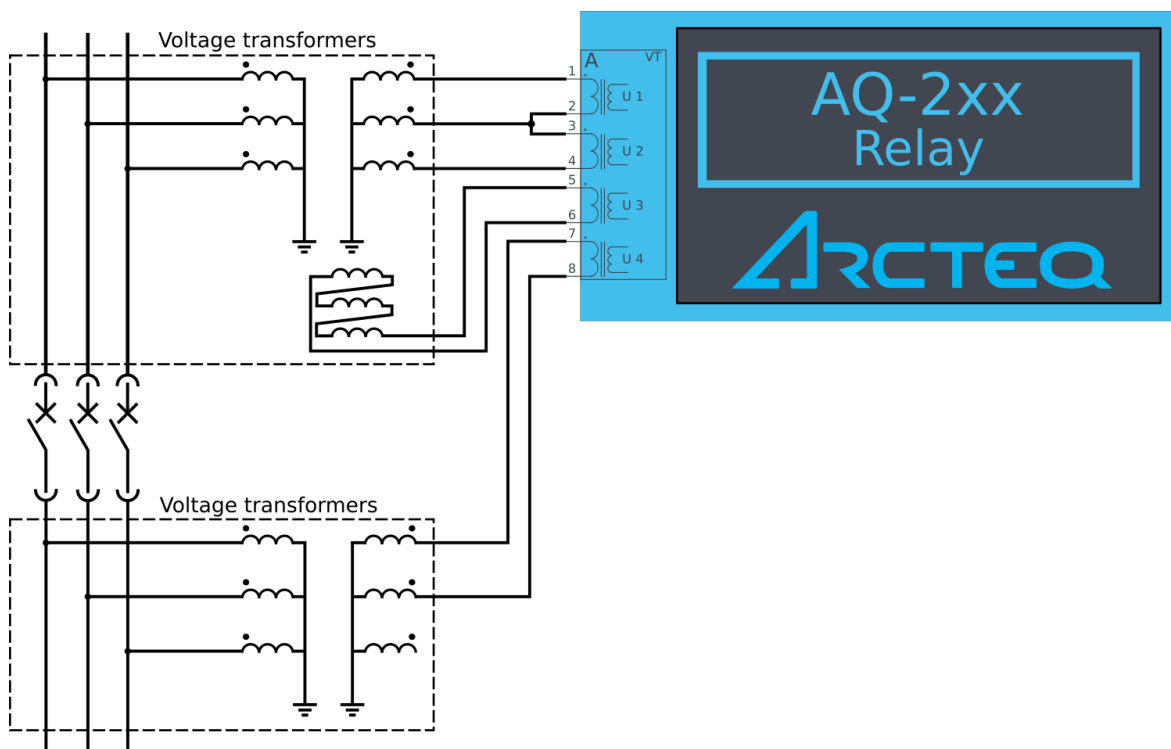 Voltage transformers
A VT
1
2
3
4
5
6
7
8
U 1
U 2
U 3
U 4
AQ-2xx
Relay
ARCTEQ
Voltage transformers